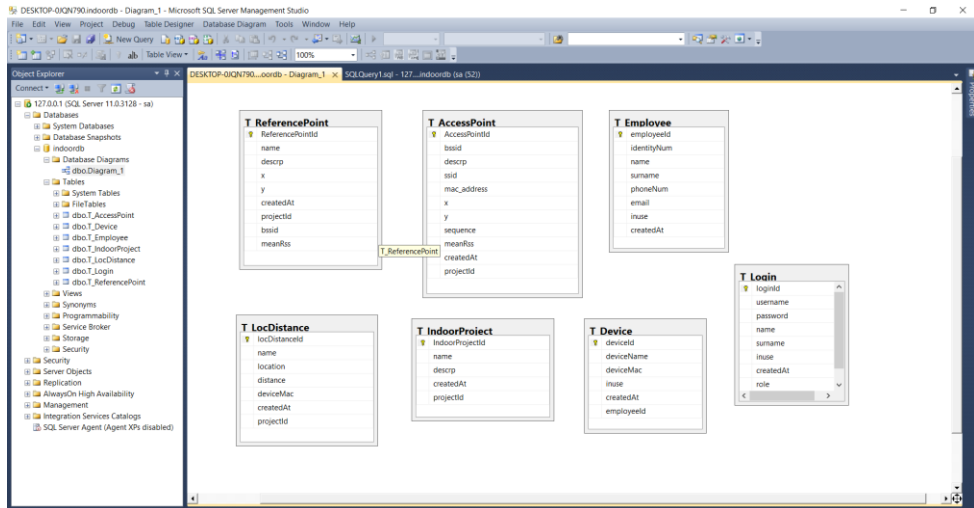 DESKTOP-0JQN790.indoordb - Diagram_1 - Microsoft SQL Server Management Studio
File Edit View Project Debug Table Designer Database Diagram Tools Window Help
New Query
Table View 100%
Object Explorer
Connect
127.0.0.1 (SQL Server 11.0.3128 - sa)
Databases
System Databases
Database Snapshots
indoordb
Database Diagrams
dbo.Diagram_1
Tables
System Tables
FileTables
dbo.T_AccessPoint
dbo.T_Device
dbo.T_Employee
dbo.T_IndoorProject
dbo.T_LocDistance
dbo.T_Login
dbo.T_ReferencePoint
Views
Synonyms
Programmability
Service Broker
Storage
Security
Security
Server Objects
Replication
AlwaysOn High Availability
Management
Integration Services Catalogs
SQL Server Agent (Agent XPs disabled)
DESKTOP-0JQN790....oordb - Diagram_1 SQLQuery1.sql - 127....indoordb (sa (52))
T_ReferencePoint
ReferencePointId
name
descrp
x
y
createdAt
projectId
bssid
meanRss
T_ReferencePoint
T_AccessPoint
AccessPointId
bssid
descrp
ssid
mac_address
x
y
sequence
meanRss
createdAt
projectId
T_Employee
employeeId
identityNum
name
surname
phoneNum
email
inuse
createdAt
T_Login
loginId
username
password
name
surname
inuse
createdAt
role
T_LocDistance
locDistanceId
name
location
distance
deviceMac
createdAt
projectId
T_IndoorProject
IndoorProjectId
name
descrp
createdAt
projectId
T_Device
deviceId
deviceName
deviceMac
inuse
createdAt
employeeId
Properties